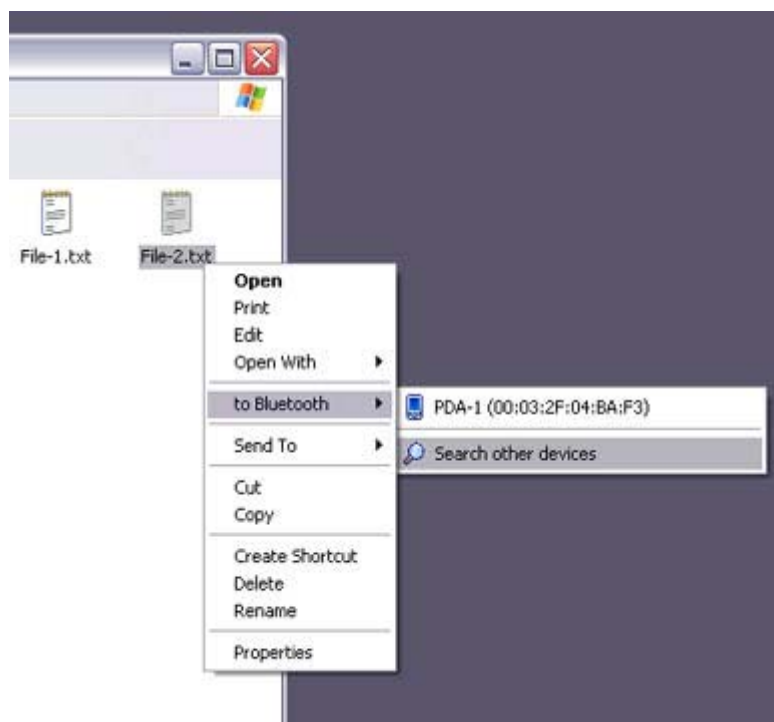 File-1.txt
File-2.txt
Open
Print
Edit
Open With
to Bluetooth
PDA-1 (00:03:2F:04:BA:F3)
Send To
Search other devices
Cut
Copy
Create Shortcut
Delete
Rename
Properties